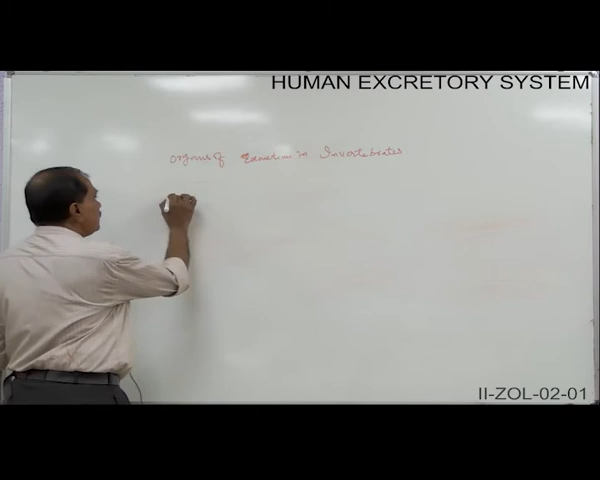 HUMAN EXCRETORY SYSTEM
Organs of Excretion in Invertebrates
II-ZOL-02-01